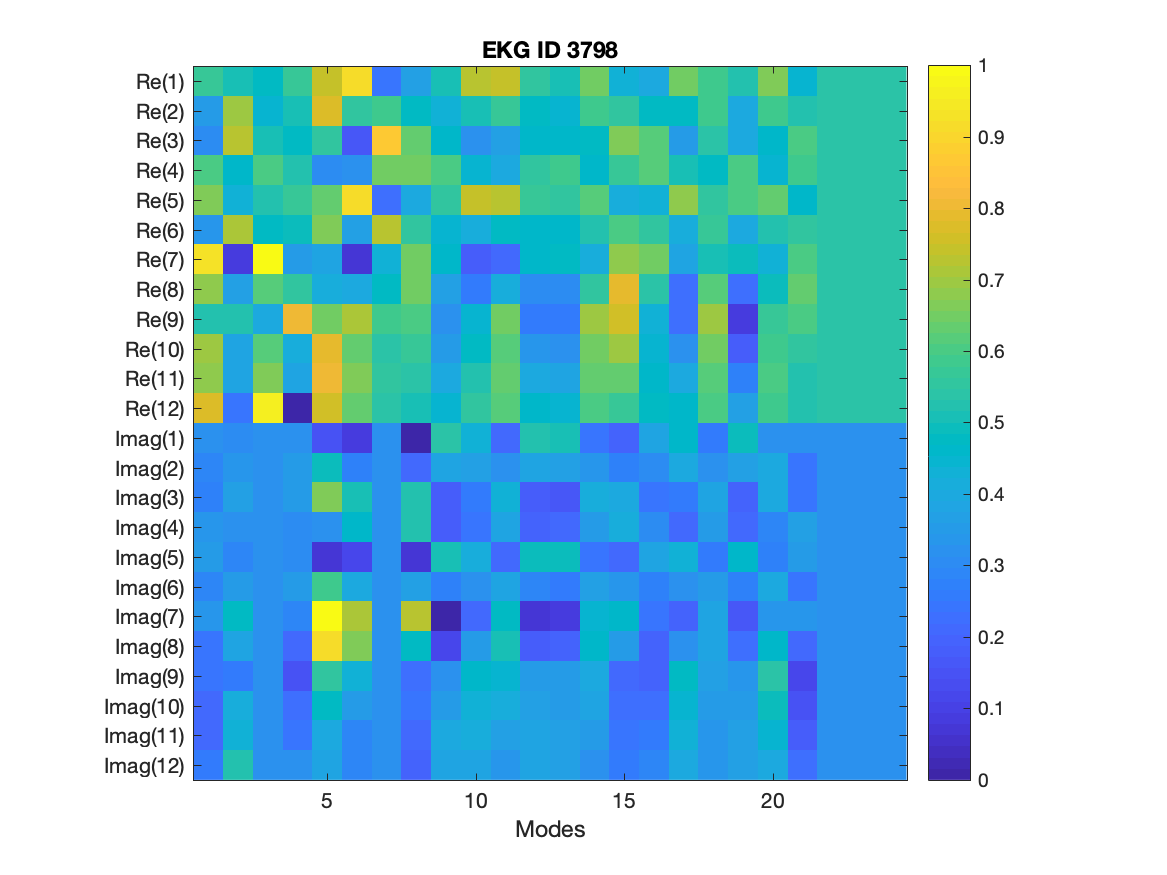 EKG ID 3798
Re(1)
Re(2)
Re(3)
Re(4)
Re(5)
Re(6)
Re(7)
Re(8)
Re(9)
Re(10)
Re(11)
Re(12)
Imag(1)
Imag(2)
Imag(3)
Imag(4)
Imag(5)
Imag(6)
Imag(7)
Imag(8)
Imag(9)
Imag(10)
Imag(11)
Imag(12)
5 10 15 20
Modes
1
0.9
0.8
0.7
0.6
0.5
0.4
0.3
0.2
0.1
0